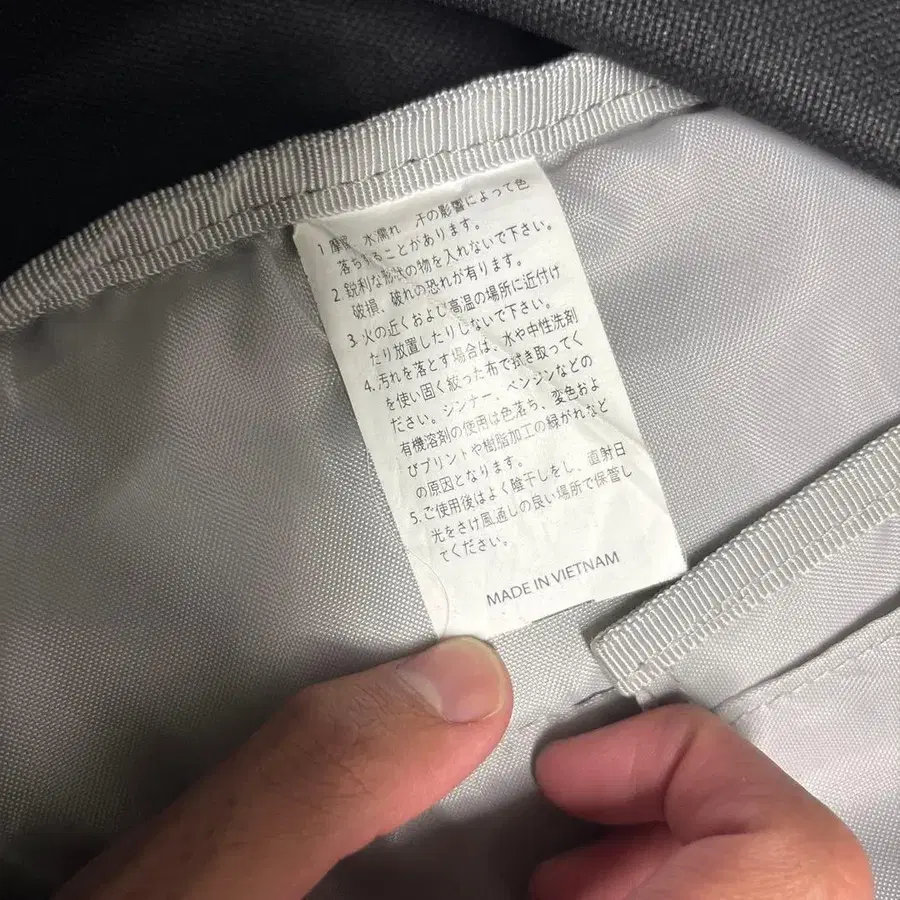 1 摩擦、水濡れ 汗の影響によって色
落ちすることがあります。
2. 鋭利な形状の物を入れないで下さい。
破損、破れの恐れが有ります。
3. 火の近くおよび高温の場所に近付け
たり放置したりしないで下さい。
4. 汚れを落とす場合は、水や中性洗剤
を使い固く絞った布で拭き取ってく
ださい。ジンナー、ベンジンなどの
有機溶剤の使用は色落ち、変色およ
びプリントや樹脂加工の緑がれなど
の原因となります。
5. ご使用後はよく陰干しをし、直射日
光をさけ風通しの良い場所で保管し
てください。
MADE IN VIETNAM